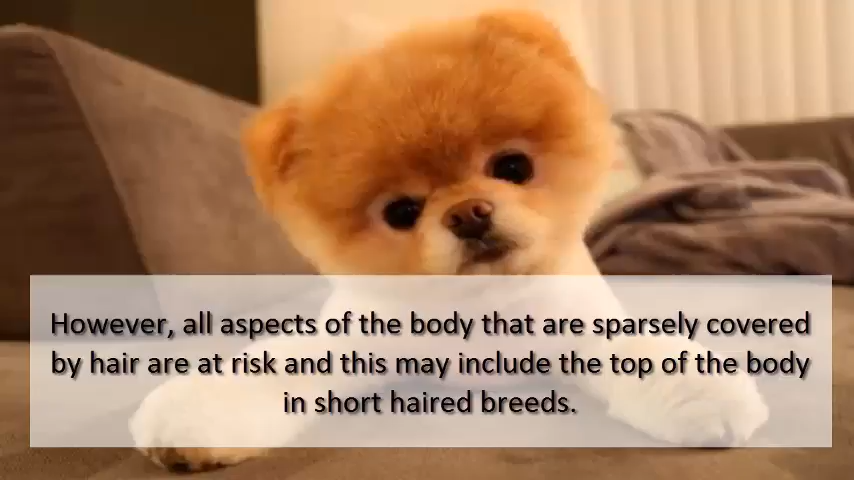 However, all aspects of the body that are sparsely covered
by hair are at risk and this may include the top of the body
in short haired breeds.